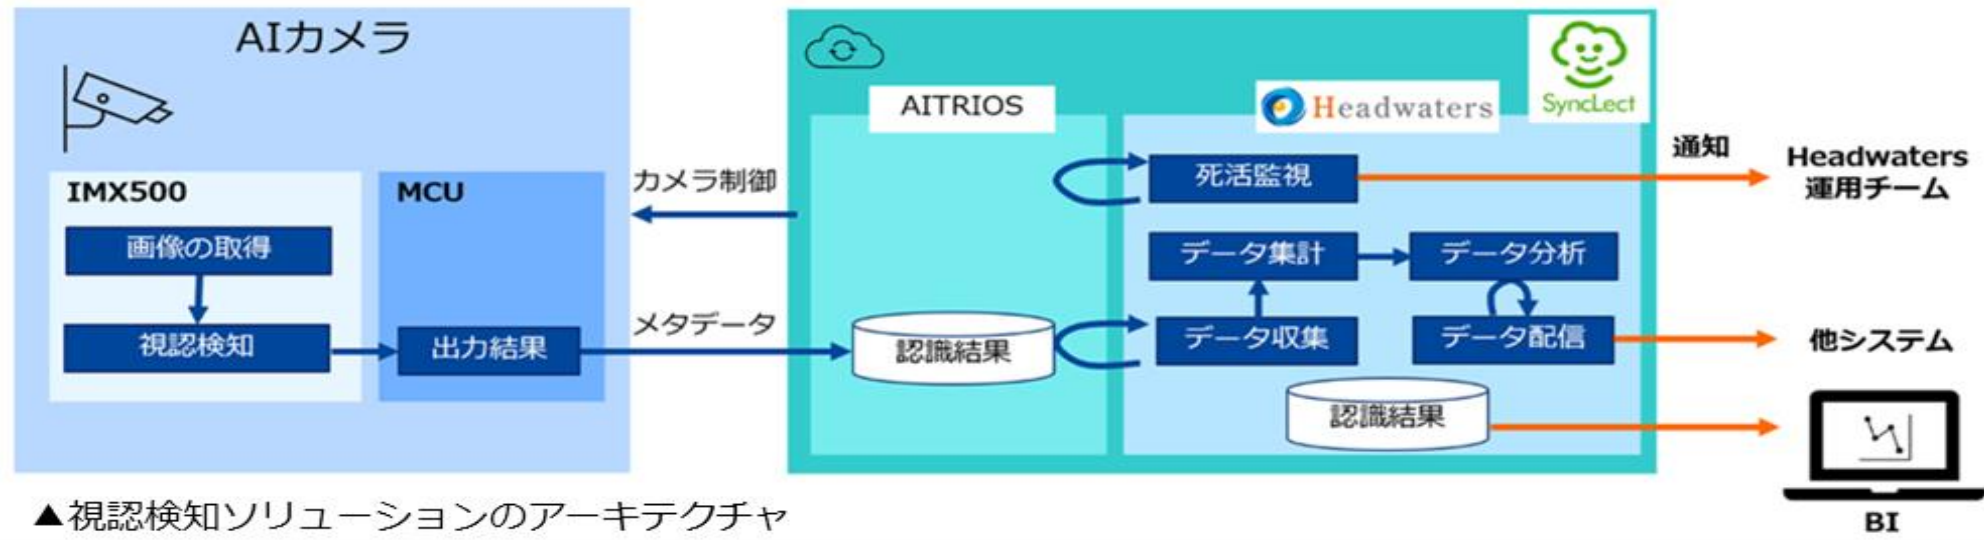 AIカメラ
IMX500
画像の取得
視認検知
MCU
出力結果
カメラ制御
メタデータ
AITRIOS
認識結果
Headwaters
SyncLect
死活監視
データ集計
データ分析
データ収集
データ配信
認識結果
通知
Headwaters
運用チーム
他システム
BI
▲視認検知ソリューションのアーキテクチャ